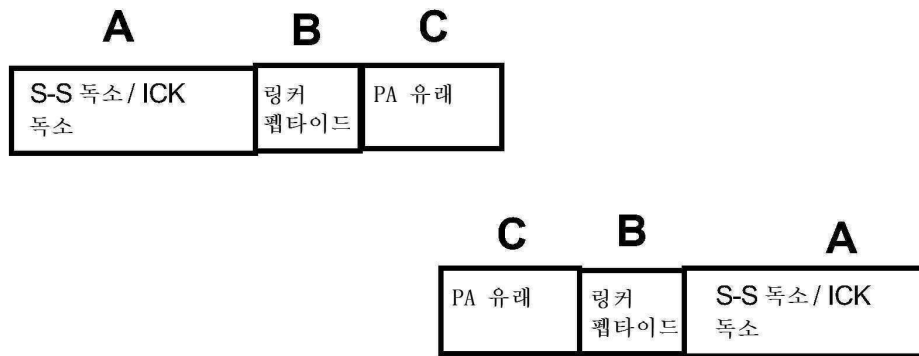 A B C
S-S 독소 / ICK
독소
링커
펩타이드
PA 유래
C B A
PA 유래
링커
펩타이드
S-S 독소 / ICK
독소